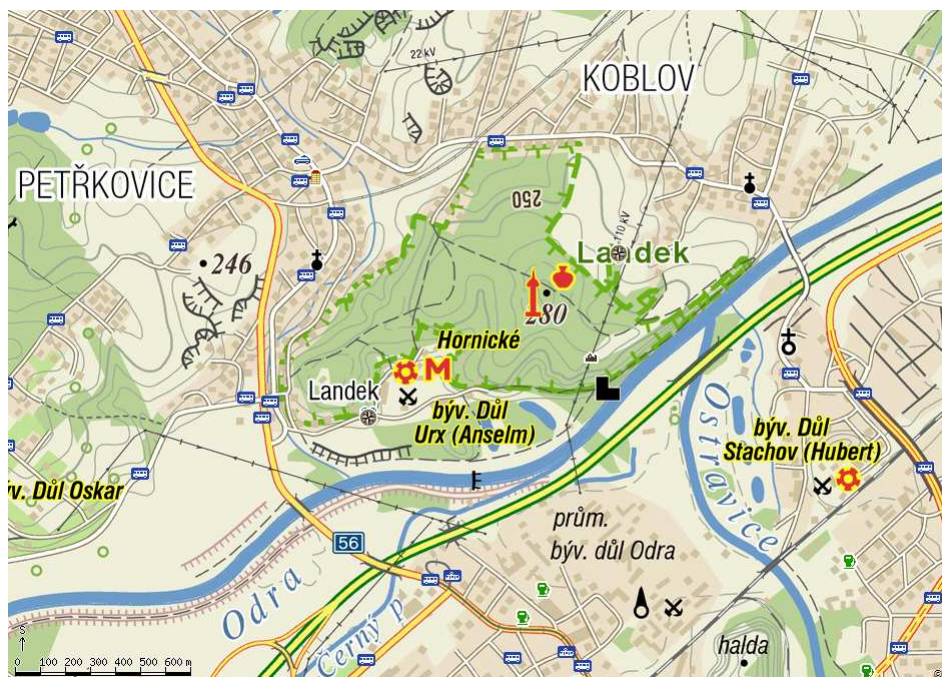 22 kV
KOBLOV
PETŘKOVICE
250
110 kV
Landek
246
280
Hornické
M
Landek
býv. Důl
Urx (Anselm)
býv. Důl
Stachov (Hubert)
Ostravice
ýv. Důl Oskar
prům.
býv. důl Odra
56
Odra
Černý p
halda
S
0 100 200 300 400 500 600 m
©